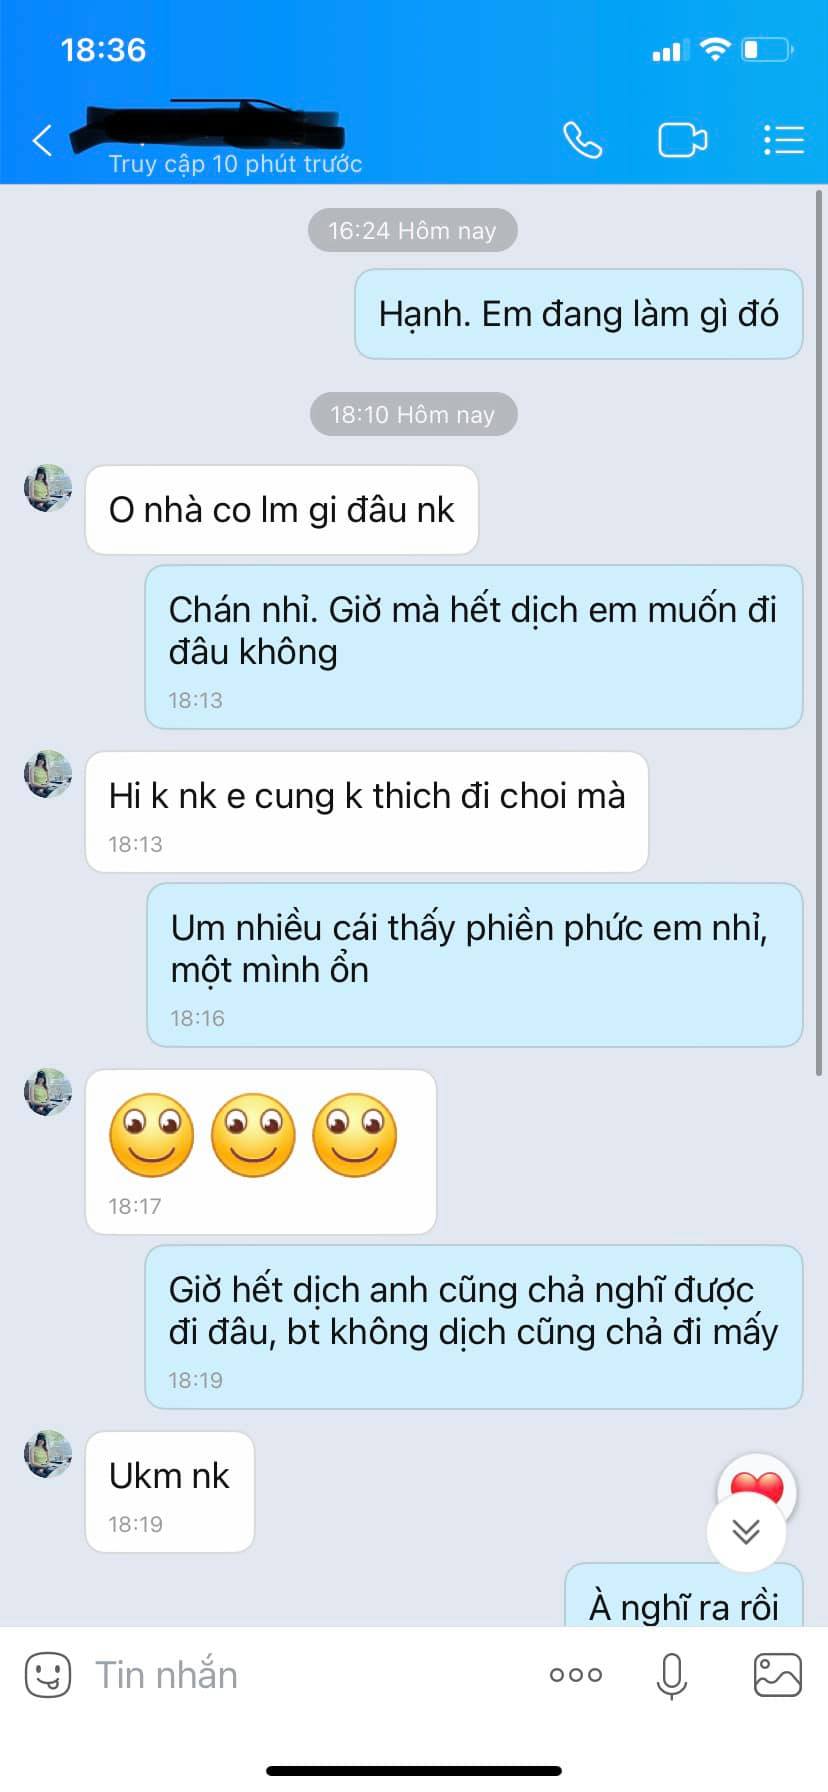 18:36
Truy cập 10 phút trước
16:24 Hôm nay
Hạnh. Em đang làm gì đó
18:10 Hôm nay
O nhà co lm gi đâu nk
Chán nhỉ. Giờ mà hết dịch em muốn đi
đâu không
18:13
Hi k nk e cung k thich đi choi mà
18:13
Um nhiều cái thấy phiền phức em nhỉ,
một mình ổn
18:16
18:17
Giờ hết dịch anh cũng chả nghĩ được
đi đâu, bt không dịch cũng chả đi mấy
18:19
Ukm nk
18:19
À nghĩ ra rồi
Tin nhắn